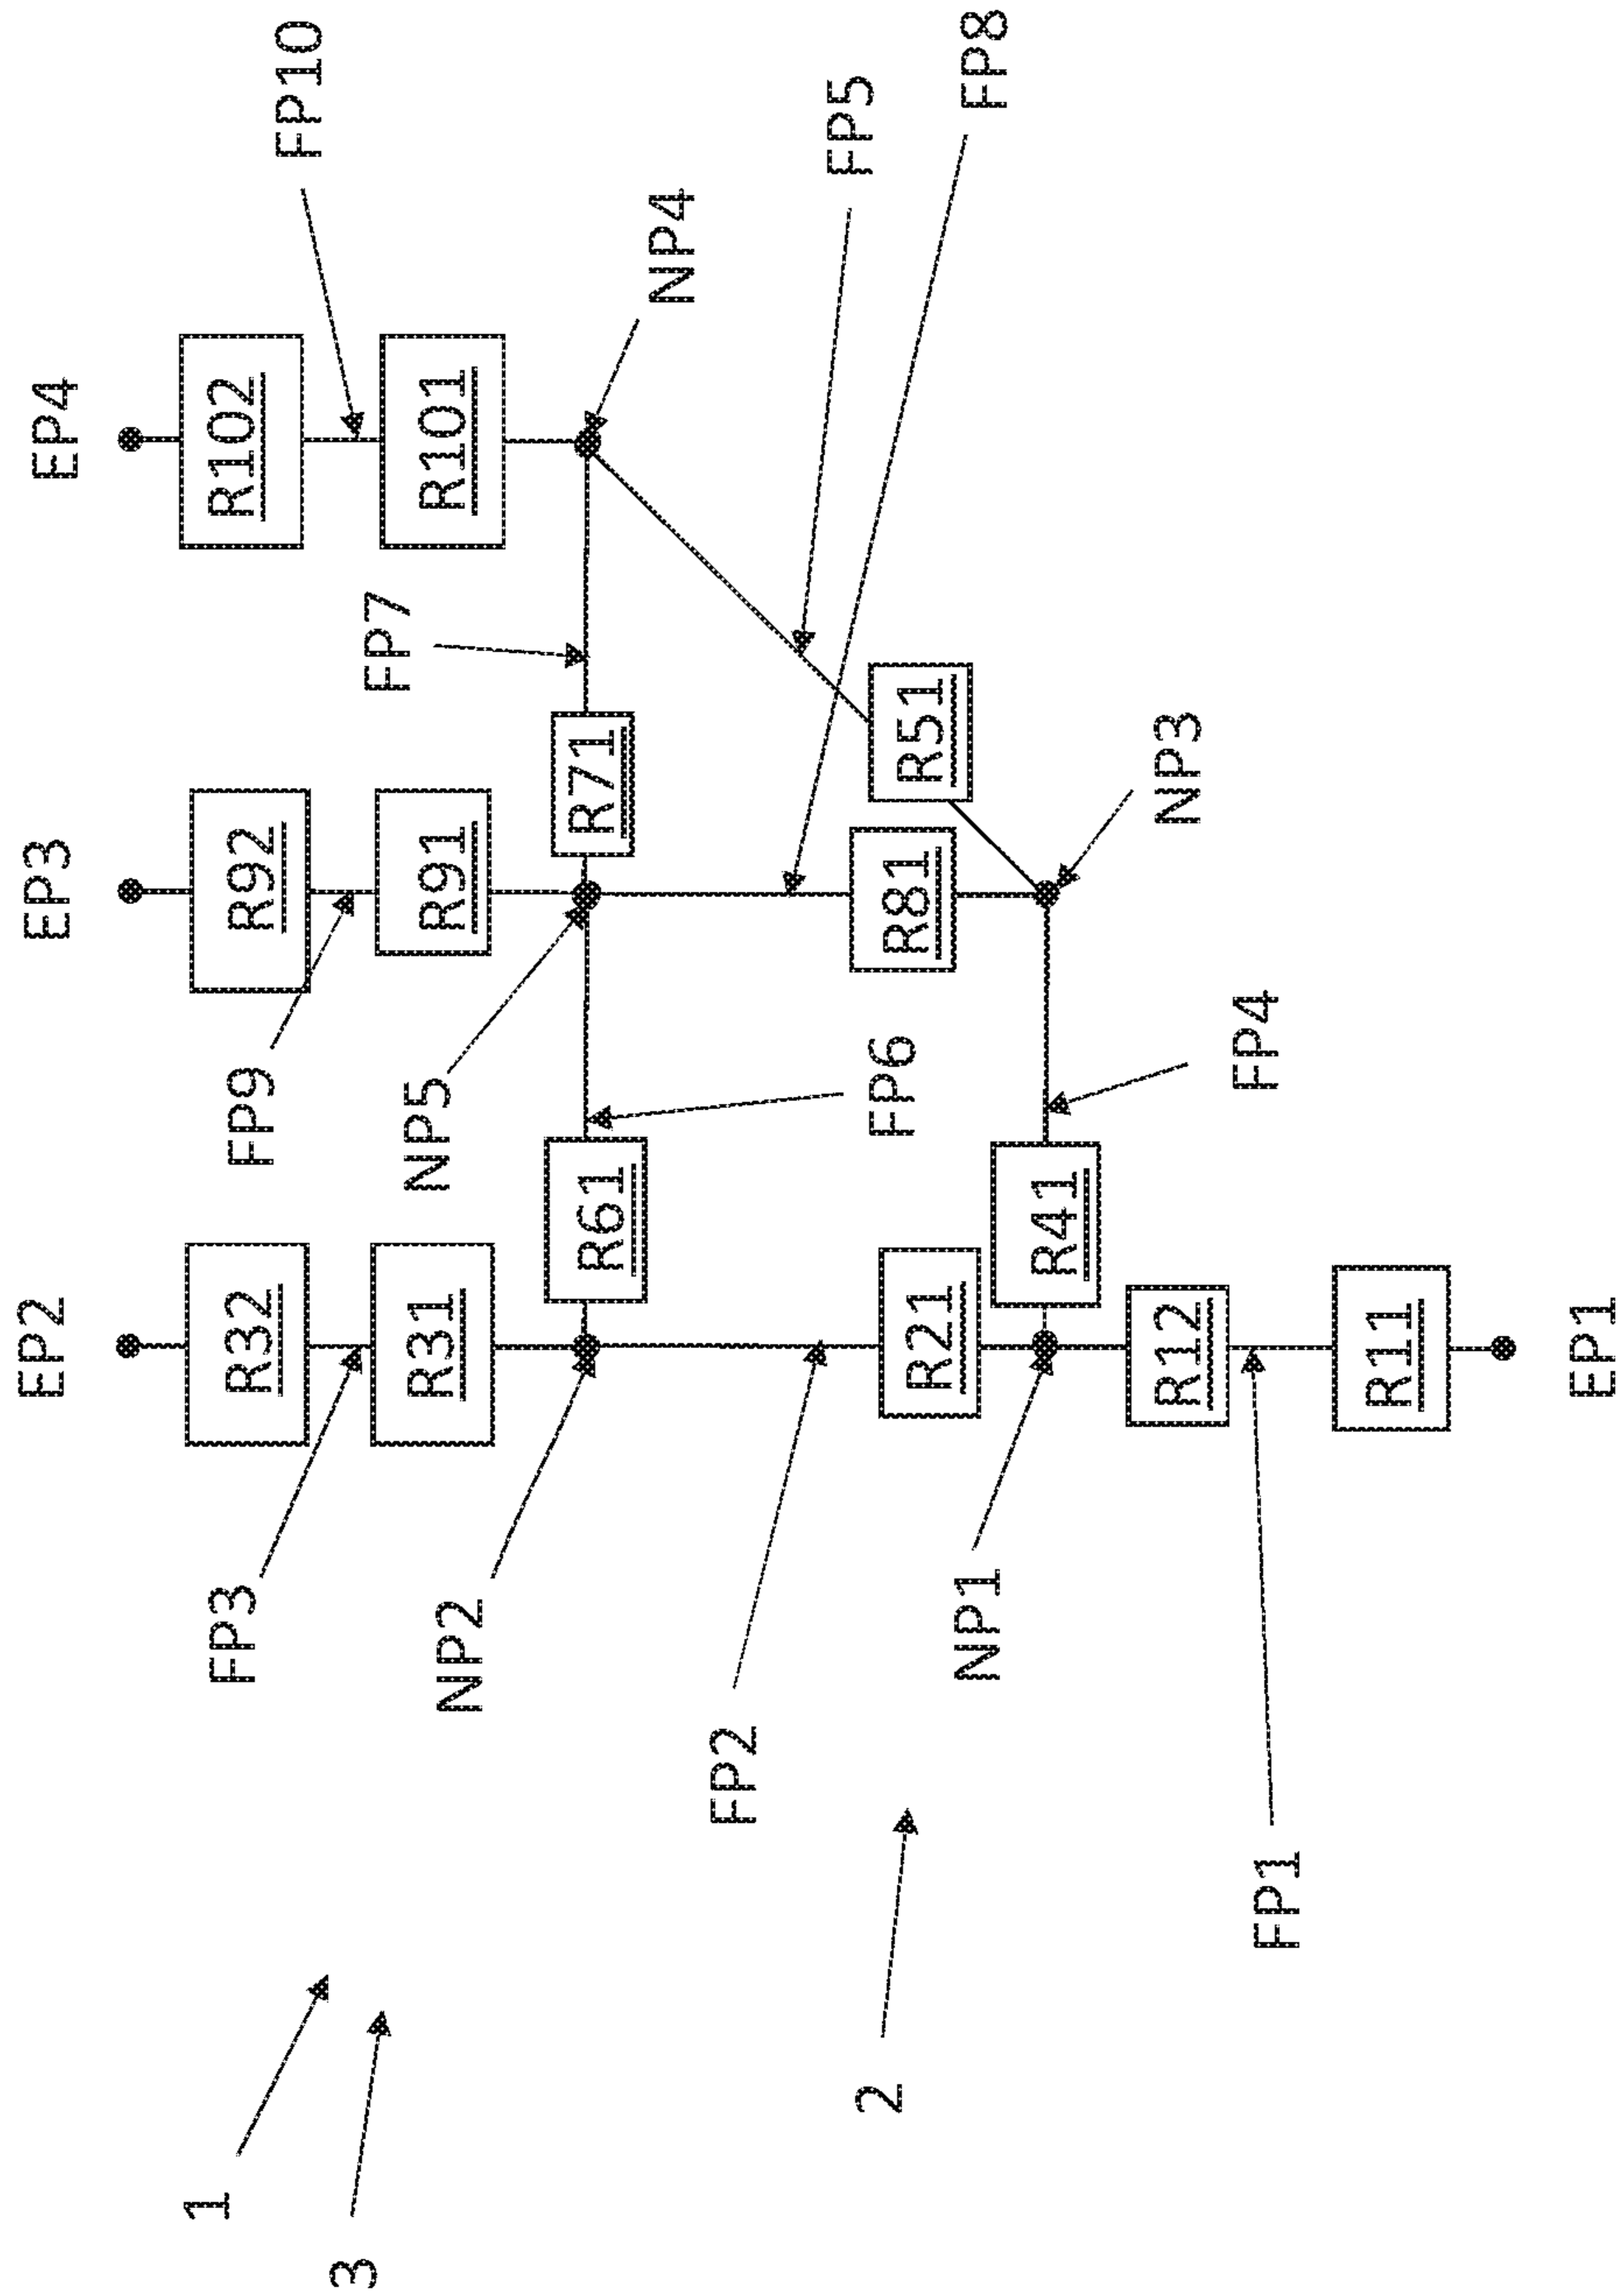 EP2
EP3
EP4
1
FP3
R32
FP9
R92
R102
FP10
3
NP2
R31
NP5
R91
FP7
R101
R61
R71
NP4
FP2
FP5
2
NP1
R21
FP6
R81
R51
FP8
R41
R12
NP3
FP4
FP1
R11
EP1